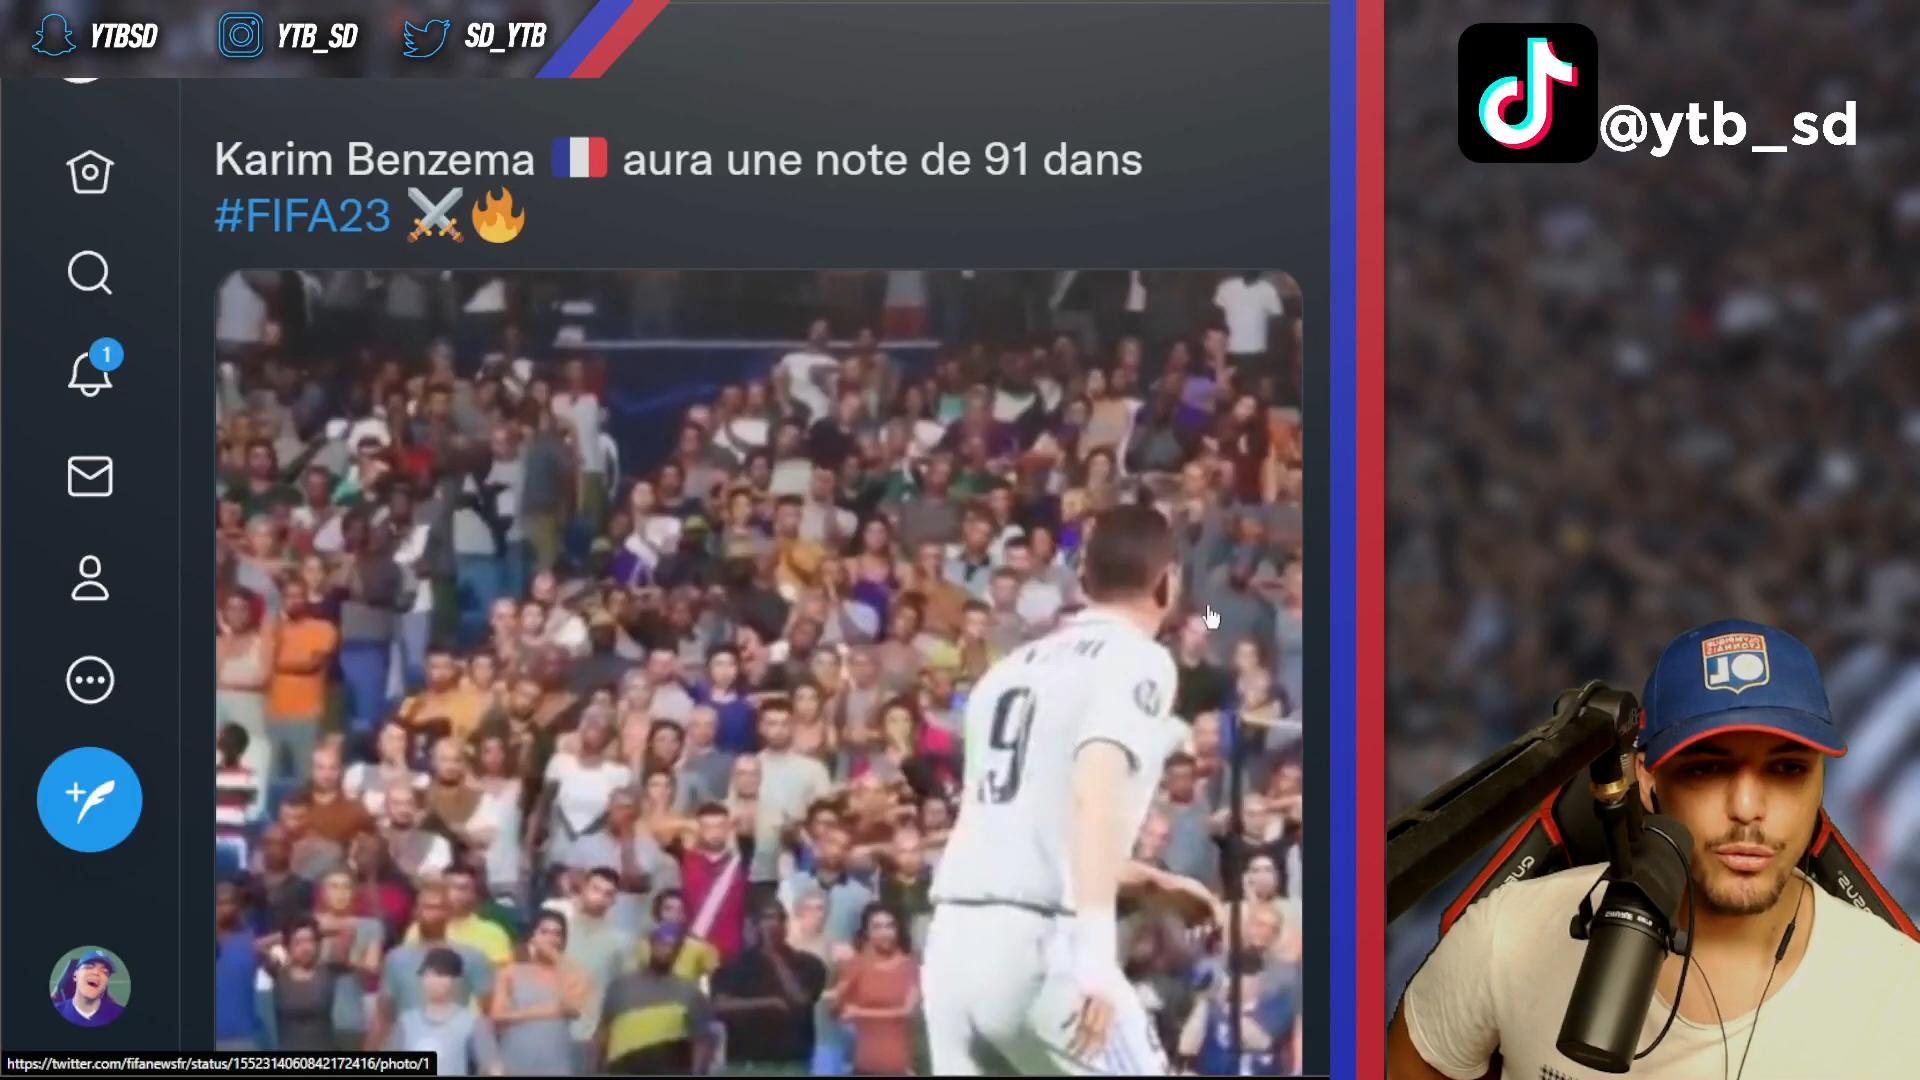 YTBSD
YTB_SD
SD_YTB
@ytb_sd
Karim Benzema 🇫🇷 aura une note de 91 dans
#FIFA23 ⚔️🔥
1
9
OL
https://twitter.com/fifanewsfr/status/1552314060842172416/photo/1